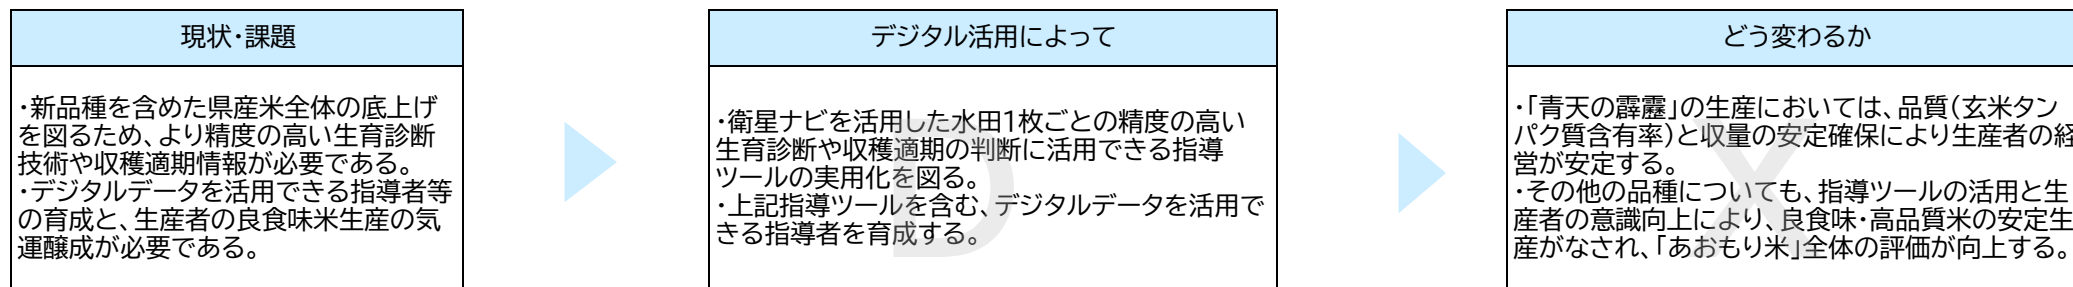 現状・課題
・新品種を含めた県産米全体の底上げ
を図るため、より精度の高い生育診断
技術や収穫適期情報が必要である。
・デジタルデータを活用できる指導者等
の育成と、生産者の良食味米生産の気
運醸成が必要である。
デジタル活用によって
・衛星ナビを活用した水田1枚ごとの精度の高い
生育診断や収穫適期の判断に活用できる指導
ツールの実用化を図る。
・上記指導ツールを含む、デジタルデータを活用で
きる指導者を育成する。
D
どう変わるか
・「青天の霹靂」の生産においては、品質(玄米タン
パク質含有率)と収量の安定確保により生産者の経
営が安定する。
・その他の品種についても、指導ツールの活用と生
産者の意識向上により、良食味・高品質米の安定生
産がなされ、「あおもり米」全体の評価が向上する。
X